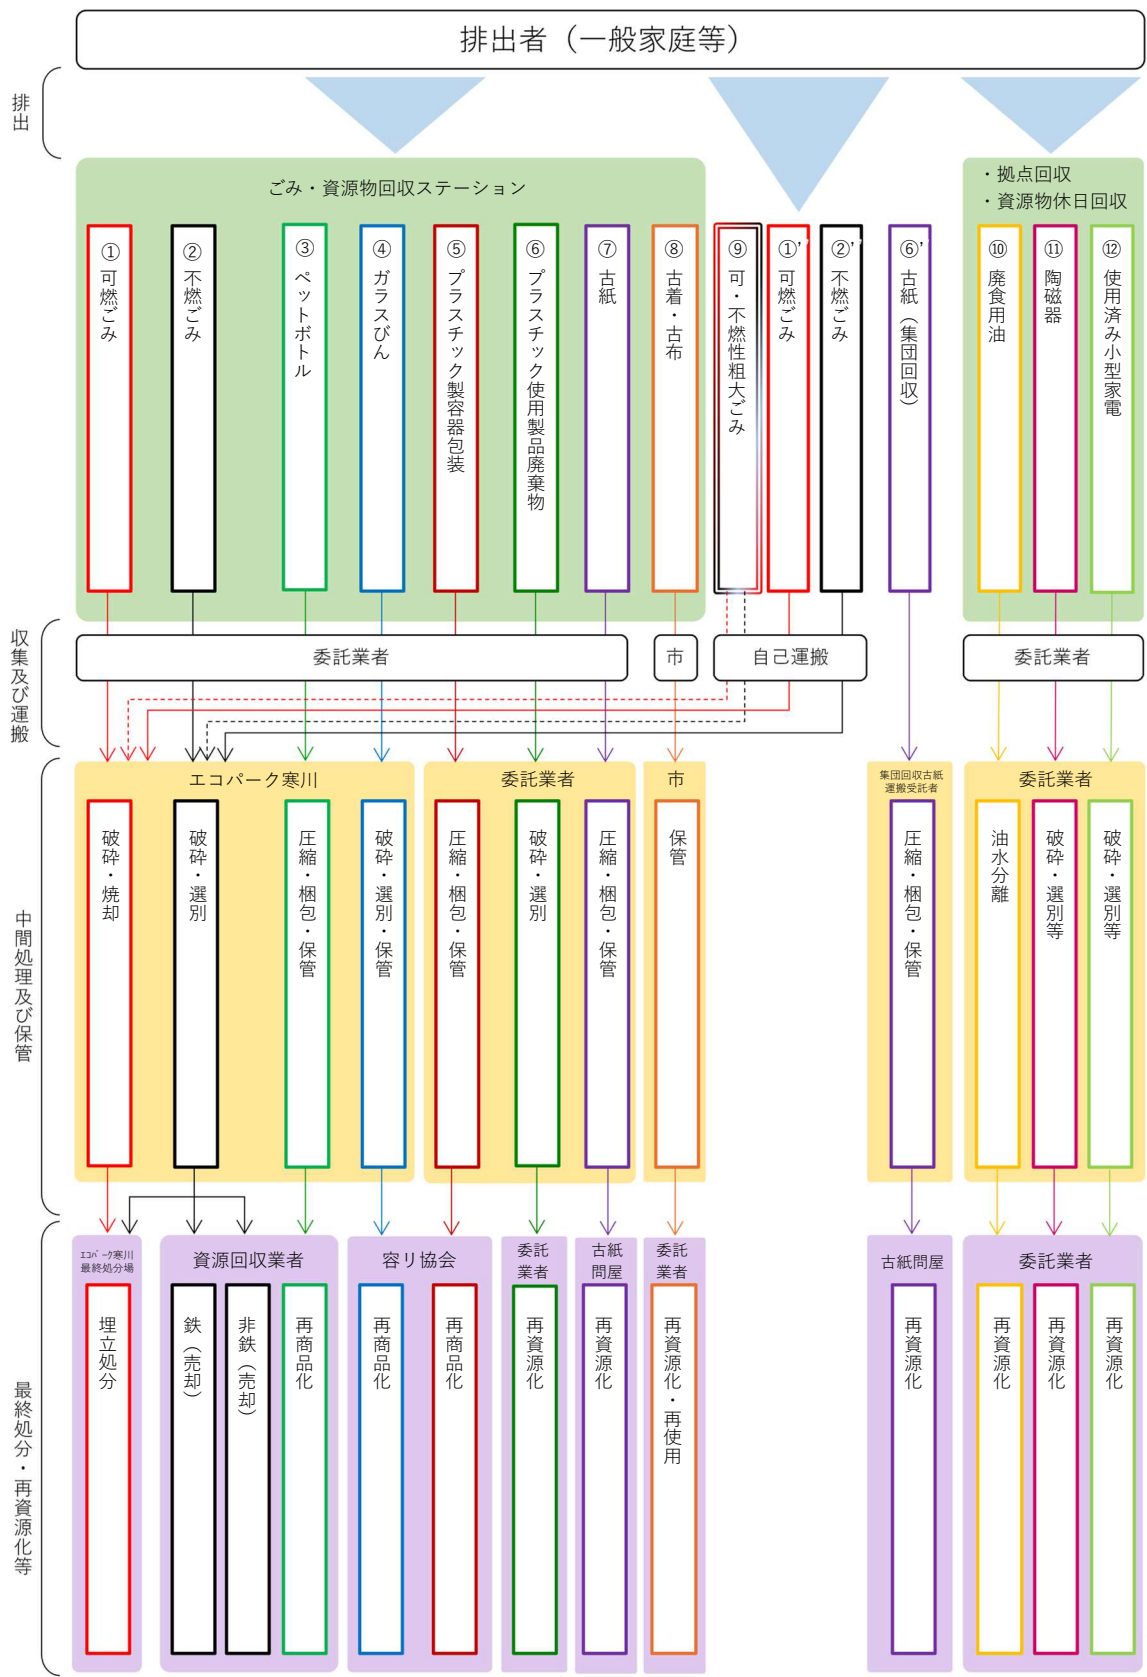 排出者（一般家庭等）
排出
ごみ・資源物回収ステーション
・拠点回収
・資源物休日回収
①可燃ごみ
②不燃ごみ
③ペットボトル
④ガラスびん
⑤プラスチック製容器包装
⑥プラスチック使用製品廃棄物
⑦古紙
⑧古着・古布
⑨可・不燃性粗大ごみ
①'可燃ごみ
②'不燃ごみ
⑥'古紙（集団回収）
⑩廃食用油
⑪陶磁器
⑫使用済み小型家電
収集及び運搬
委託業者
市
自己運搬
委託業者
中間処理及び保管
エコパーク寒川
委託業者
市
集団回収古紙
運搬受託者
委託業者
破砕・焼却
破砕・選別
圧縮・梱包・保管
破砕・選別・保管
圧縮・梱包・保管
破砕・選別
圧縮・梱包・保管
保管
圧縮・梱包・保管
油水分離
破砕・選別等
破砕・選別等
最終処分・再資源化等
ｴｺﾊﾟｰｸ寒川
最終処分場
資源回収業者
容リ協会
委託
業者
古紙
問屋
委託
業者
古紙問屋
委託業者
埋立処分
鉄（売却）
非鉄（売却）
再商品化
再商品化
再商品化
再資源化
再資源化
再資源化・再使用
再資源化
再資源化
再資源化
再資源化